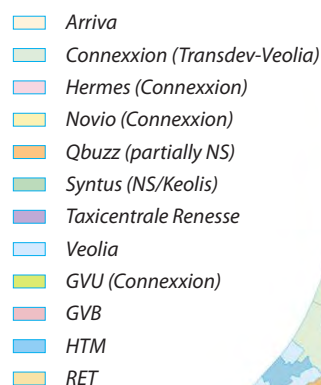 Arriva
Connexxion (Transdev-Veolia)
Hermes (Connexxion)
Novio (Connexxion)
Qbuzz (partially NS)
Syntus (NS/Keolis)
Taxicentrale Renesse
Veolia
GVU (Connexxion)
GVB
HTM
RET